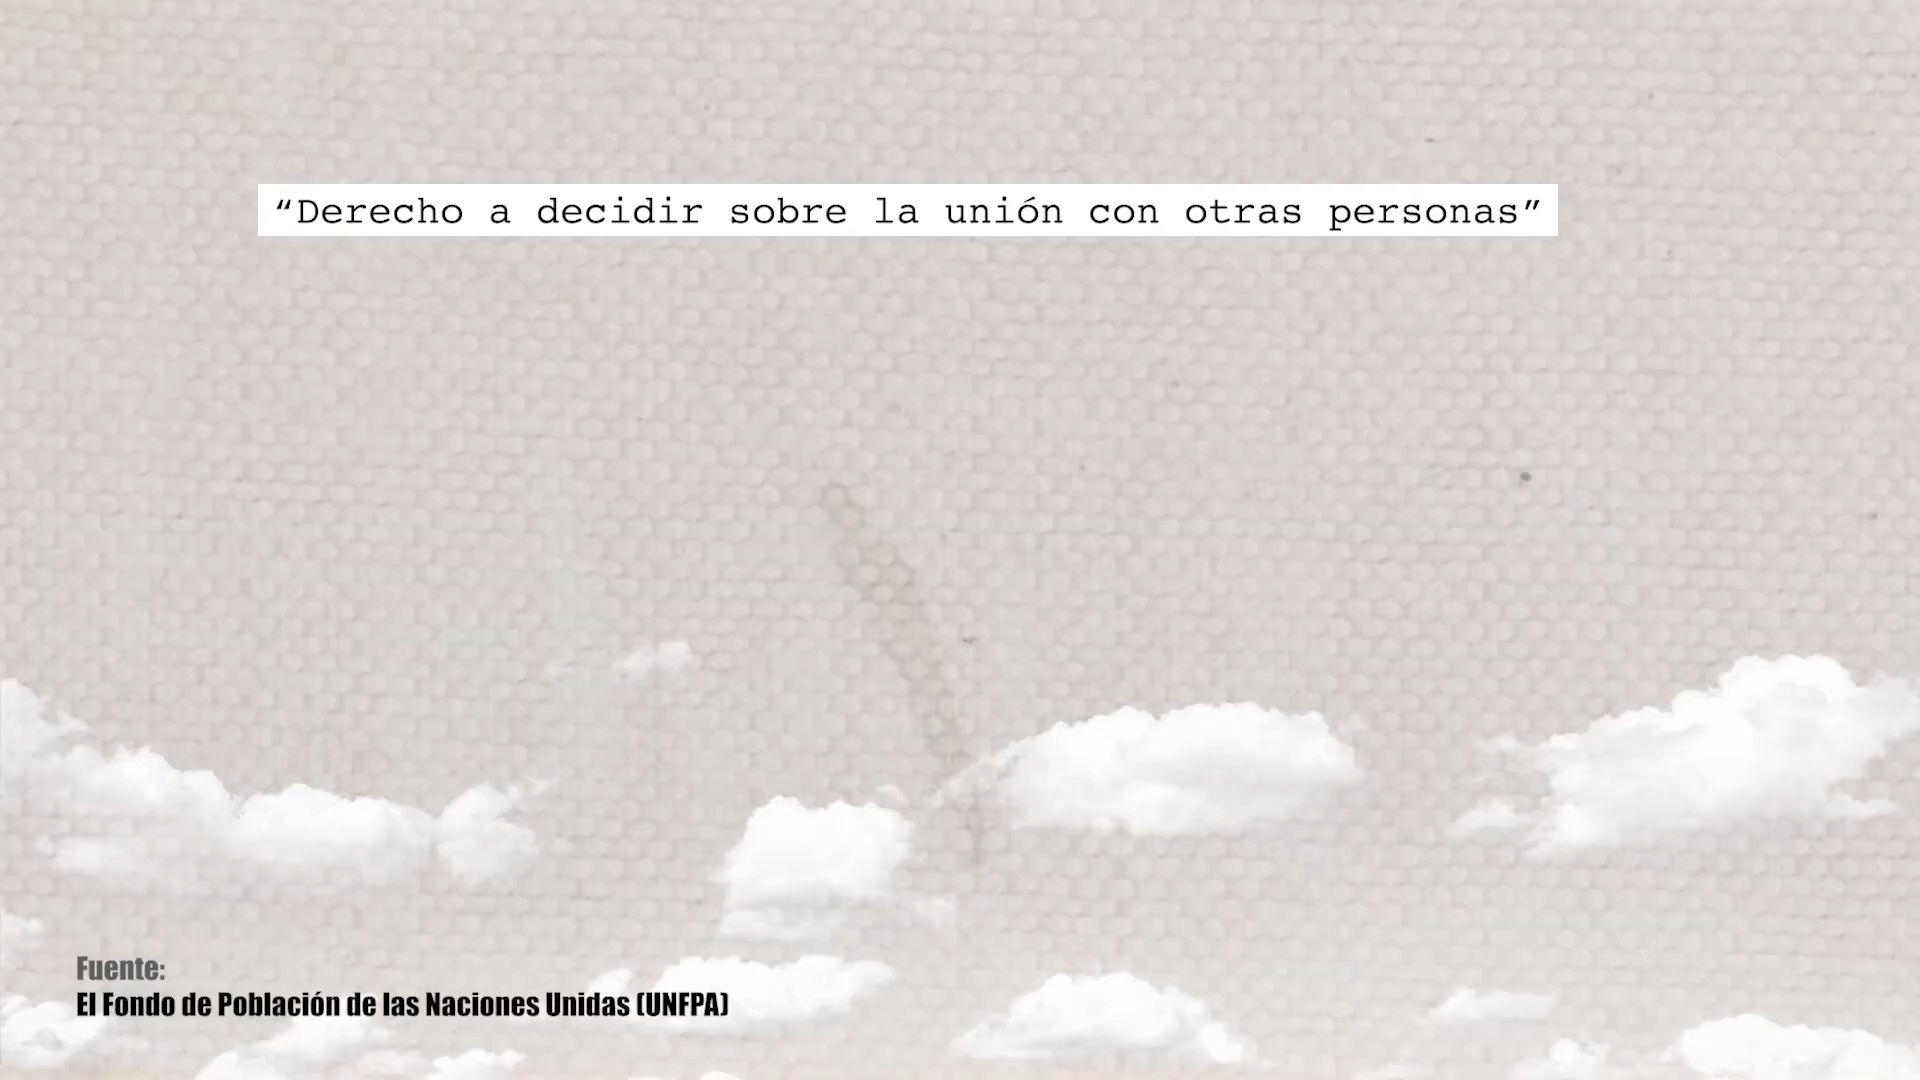 “Derecho a decidir sobre la unión con otras personas”
Fuente:
El Fondo de Población de las Naciones Unidas (UNFPA)